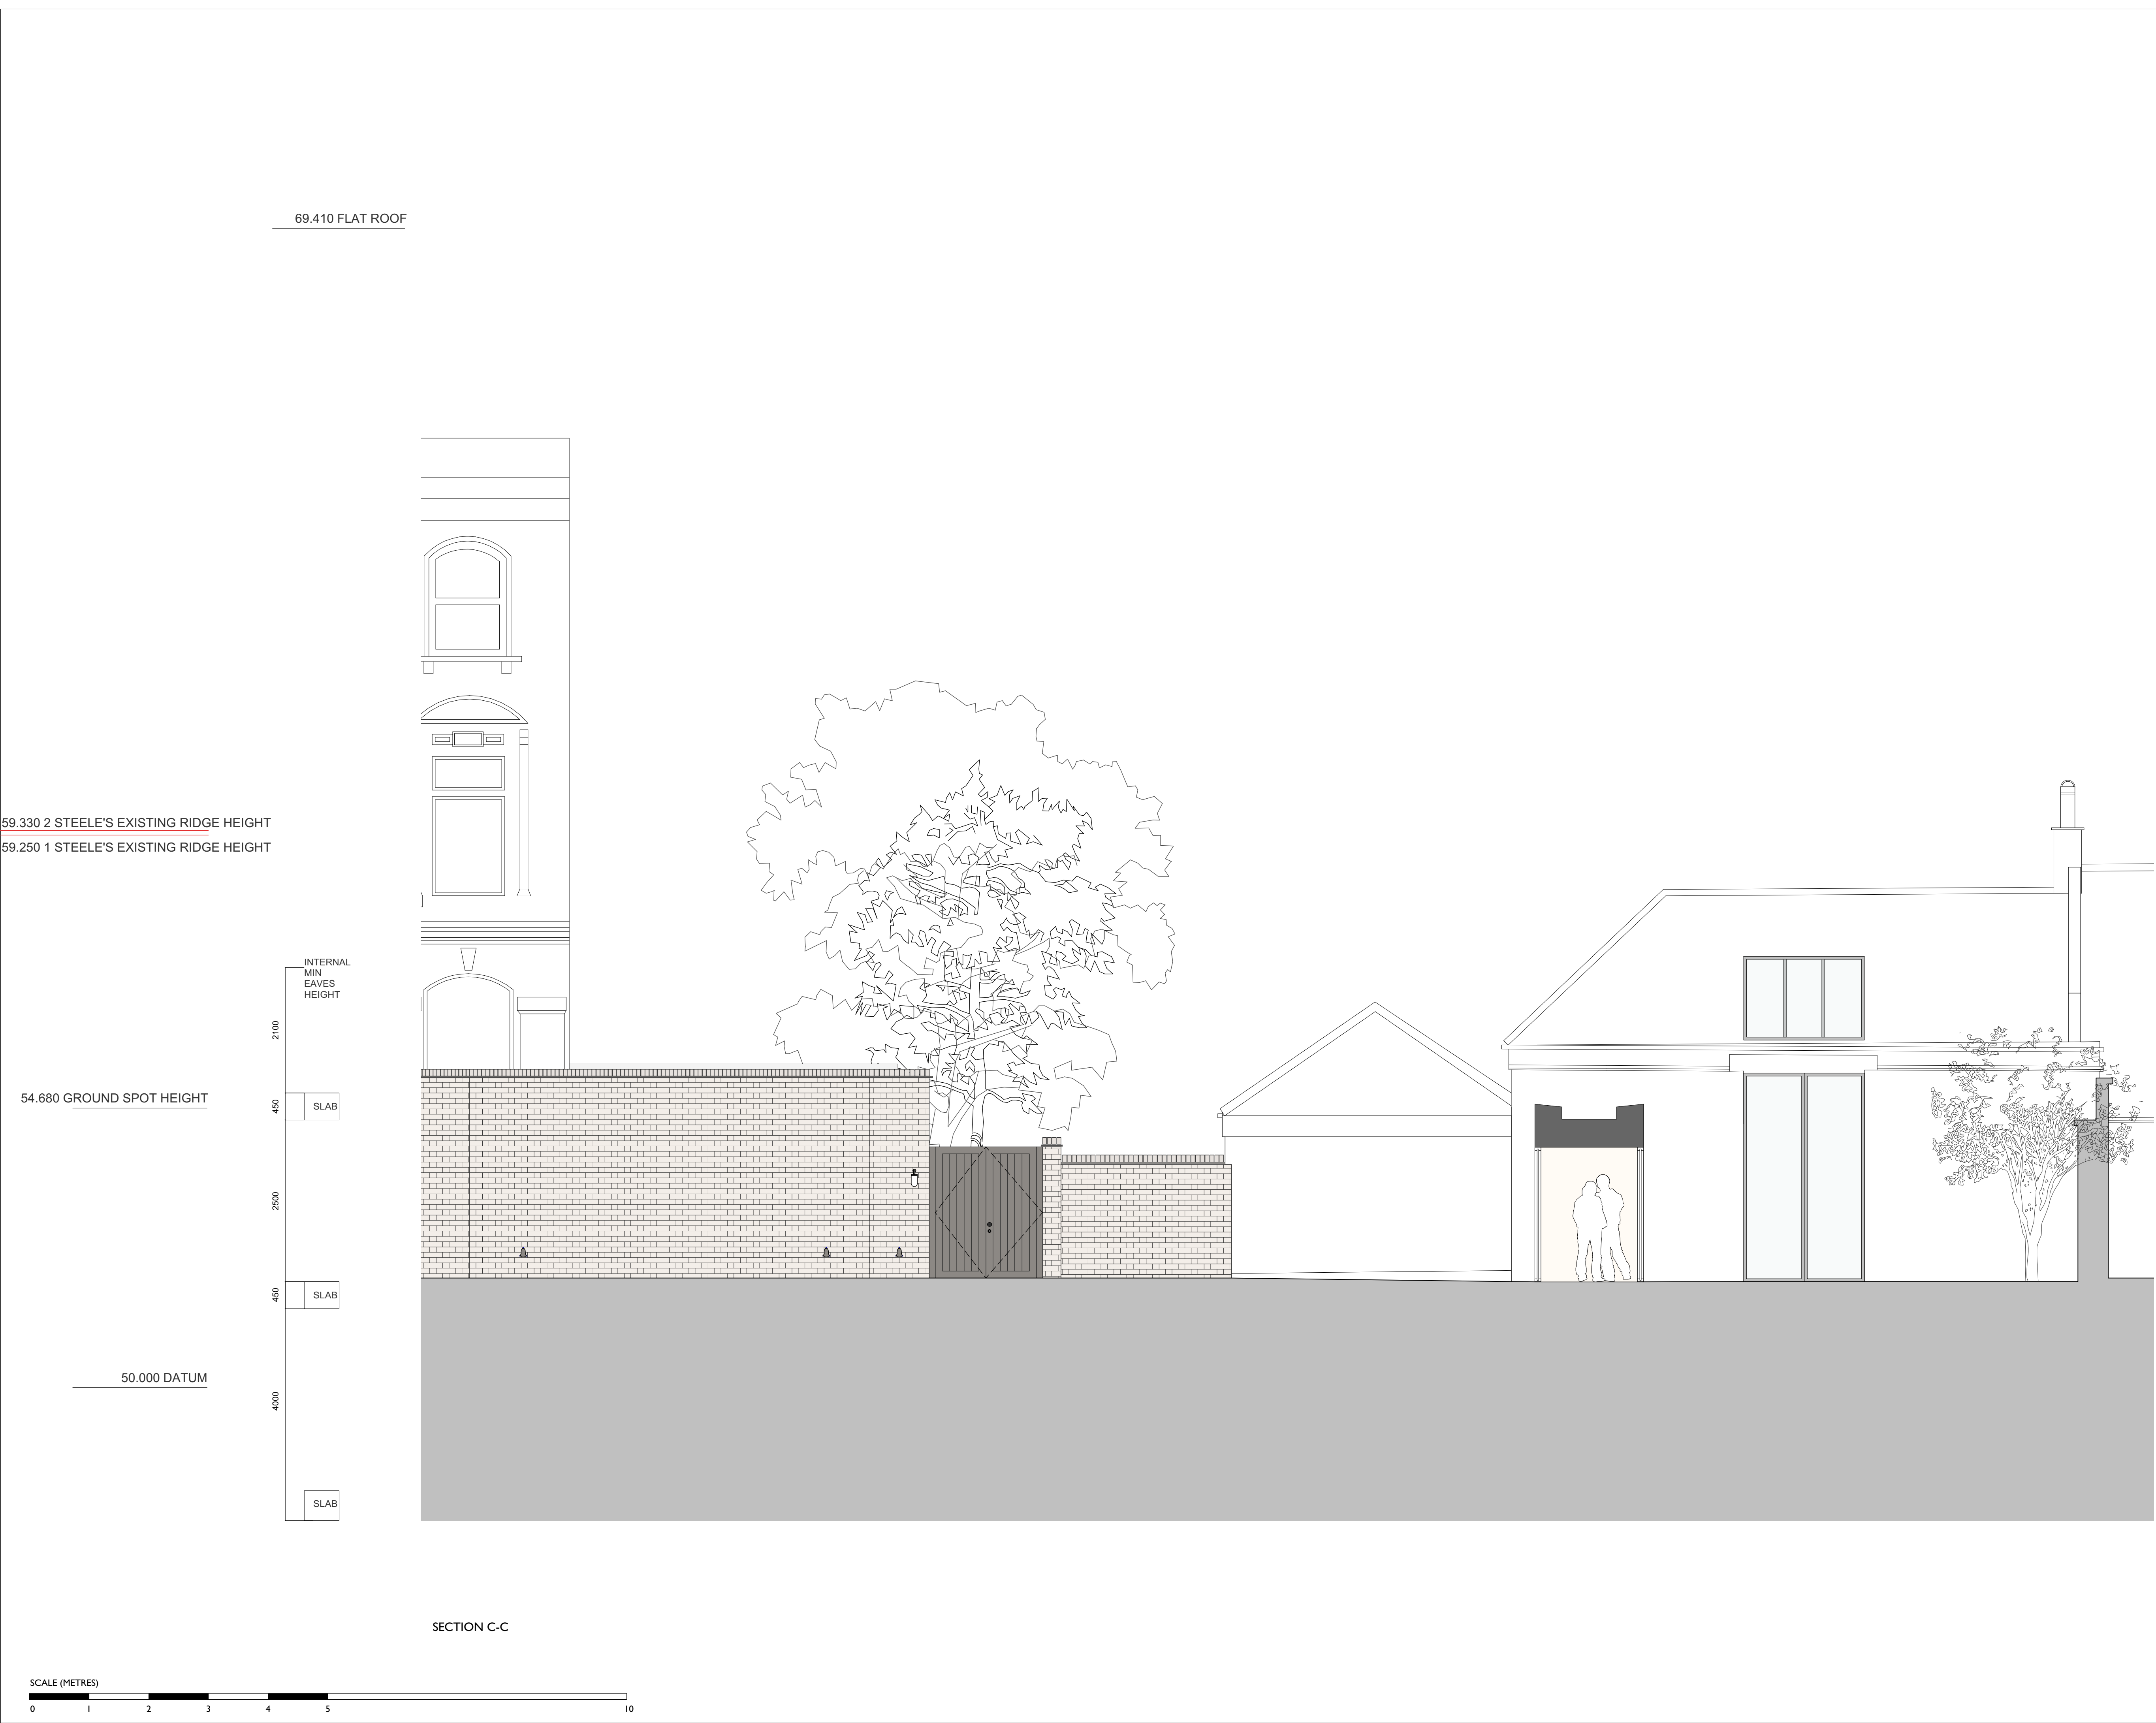 69.410 FLAT ROOF
59.330 2 STEELE'S EXISTING RIDGE HEIGHT
59.250 1 STEELE'S EXISTING RIDGE HEIGHT
INTERNAL
MIN
EAVES
HEIGHT
2100
54.680 GROUND SPOT HEIGHT
450
SLAB
2500
450
SLAB
50.000 DATUM
4000
SLAB
SECTION C-C
SCALE (METRES)
0 1 2 3 4 5 10